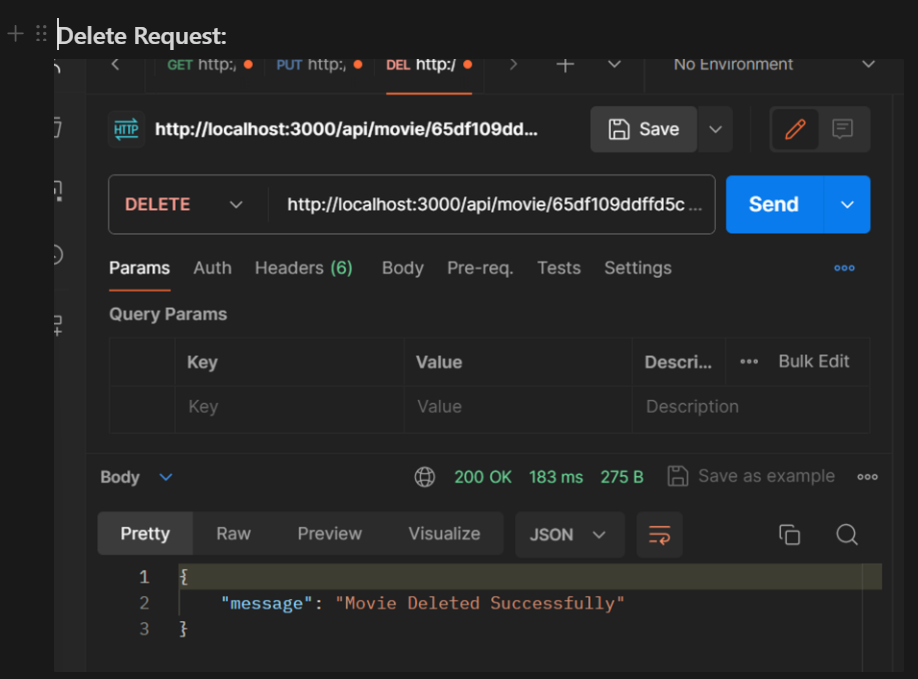 Delete Request:
GET http:, PUT http:, DEL http:/ No Environment
HTTP http://localhost:3000/api/movie/65df109dd... Save
DELETE http://localhost:3000/api/movie/65df109ddffd5c ... Send
Params Auth Headers (6) Body Pre-req. Tests Settings
Query Params
Key Value Descri... Bulk Edit
Key Value Description
Body 200 OK 183 ms 275 B Save as example
Pretty Raw Preview Visualize JSON
1 {
2 "message": "Movie Deleted Successfully"
3 }